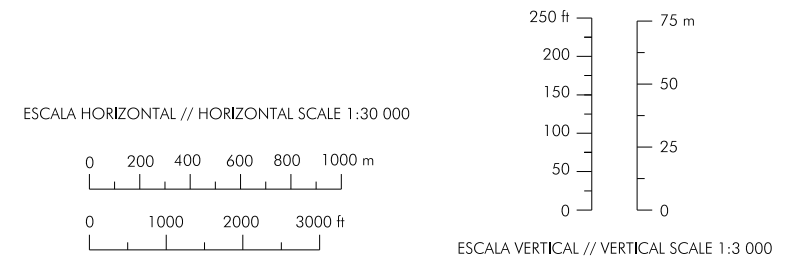 ESCALA HORIZONTAL // HORIZONTAL SCALE 1:30 000
0 200 400 600 800 1000 m
0 1000 2000 3000 ft
250 ft 75 m
200
50
150
100
25
50
0 0
ESCALA VERTICAL // VERTICAL SCALE 1:3 000